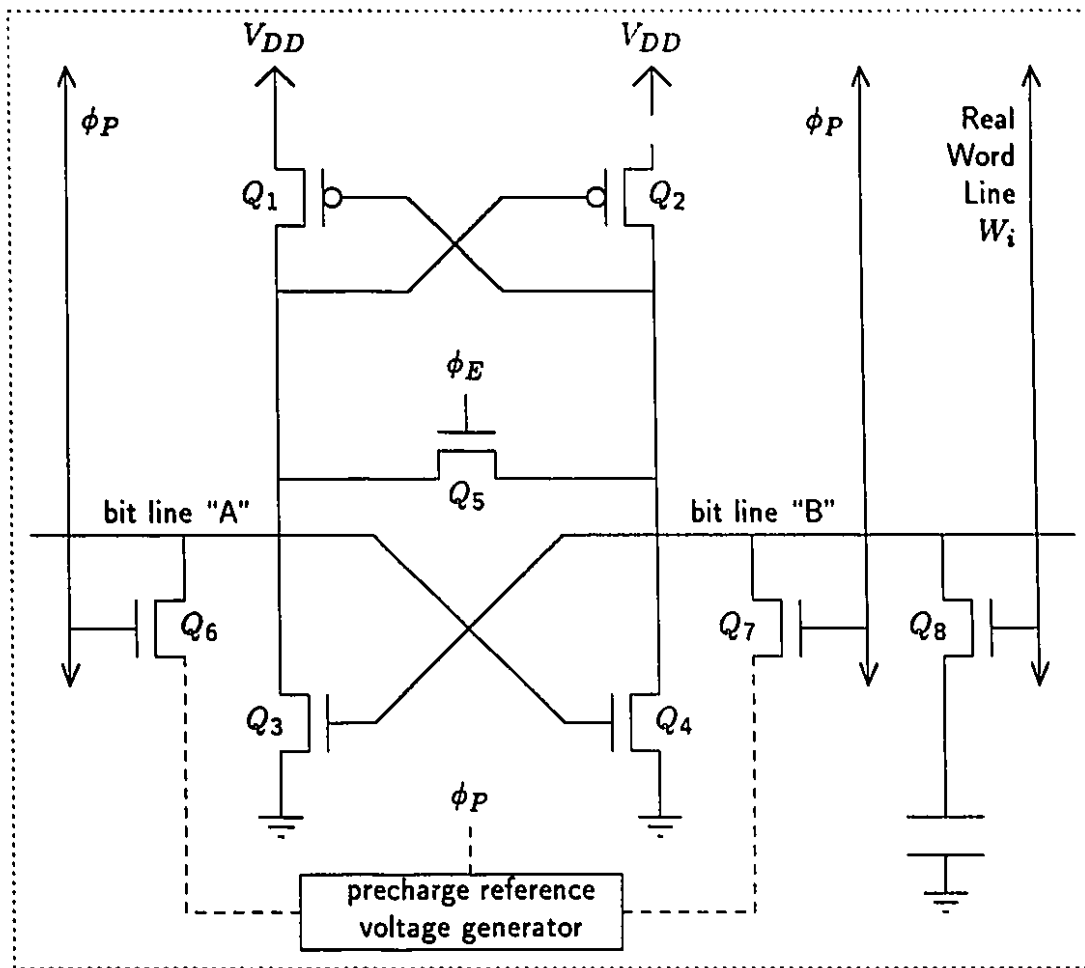 V_DD
V_DD
ϕ_P
ϕ_P
Real
Word
Line
W_i
Q_1
Q_2
ϕ_E
Q_5
bit line “A”
bit line “B”
Q_6
Q_7
Q_8
Q_3
Q_4
ϕ_P
precharge reference
voltage generator